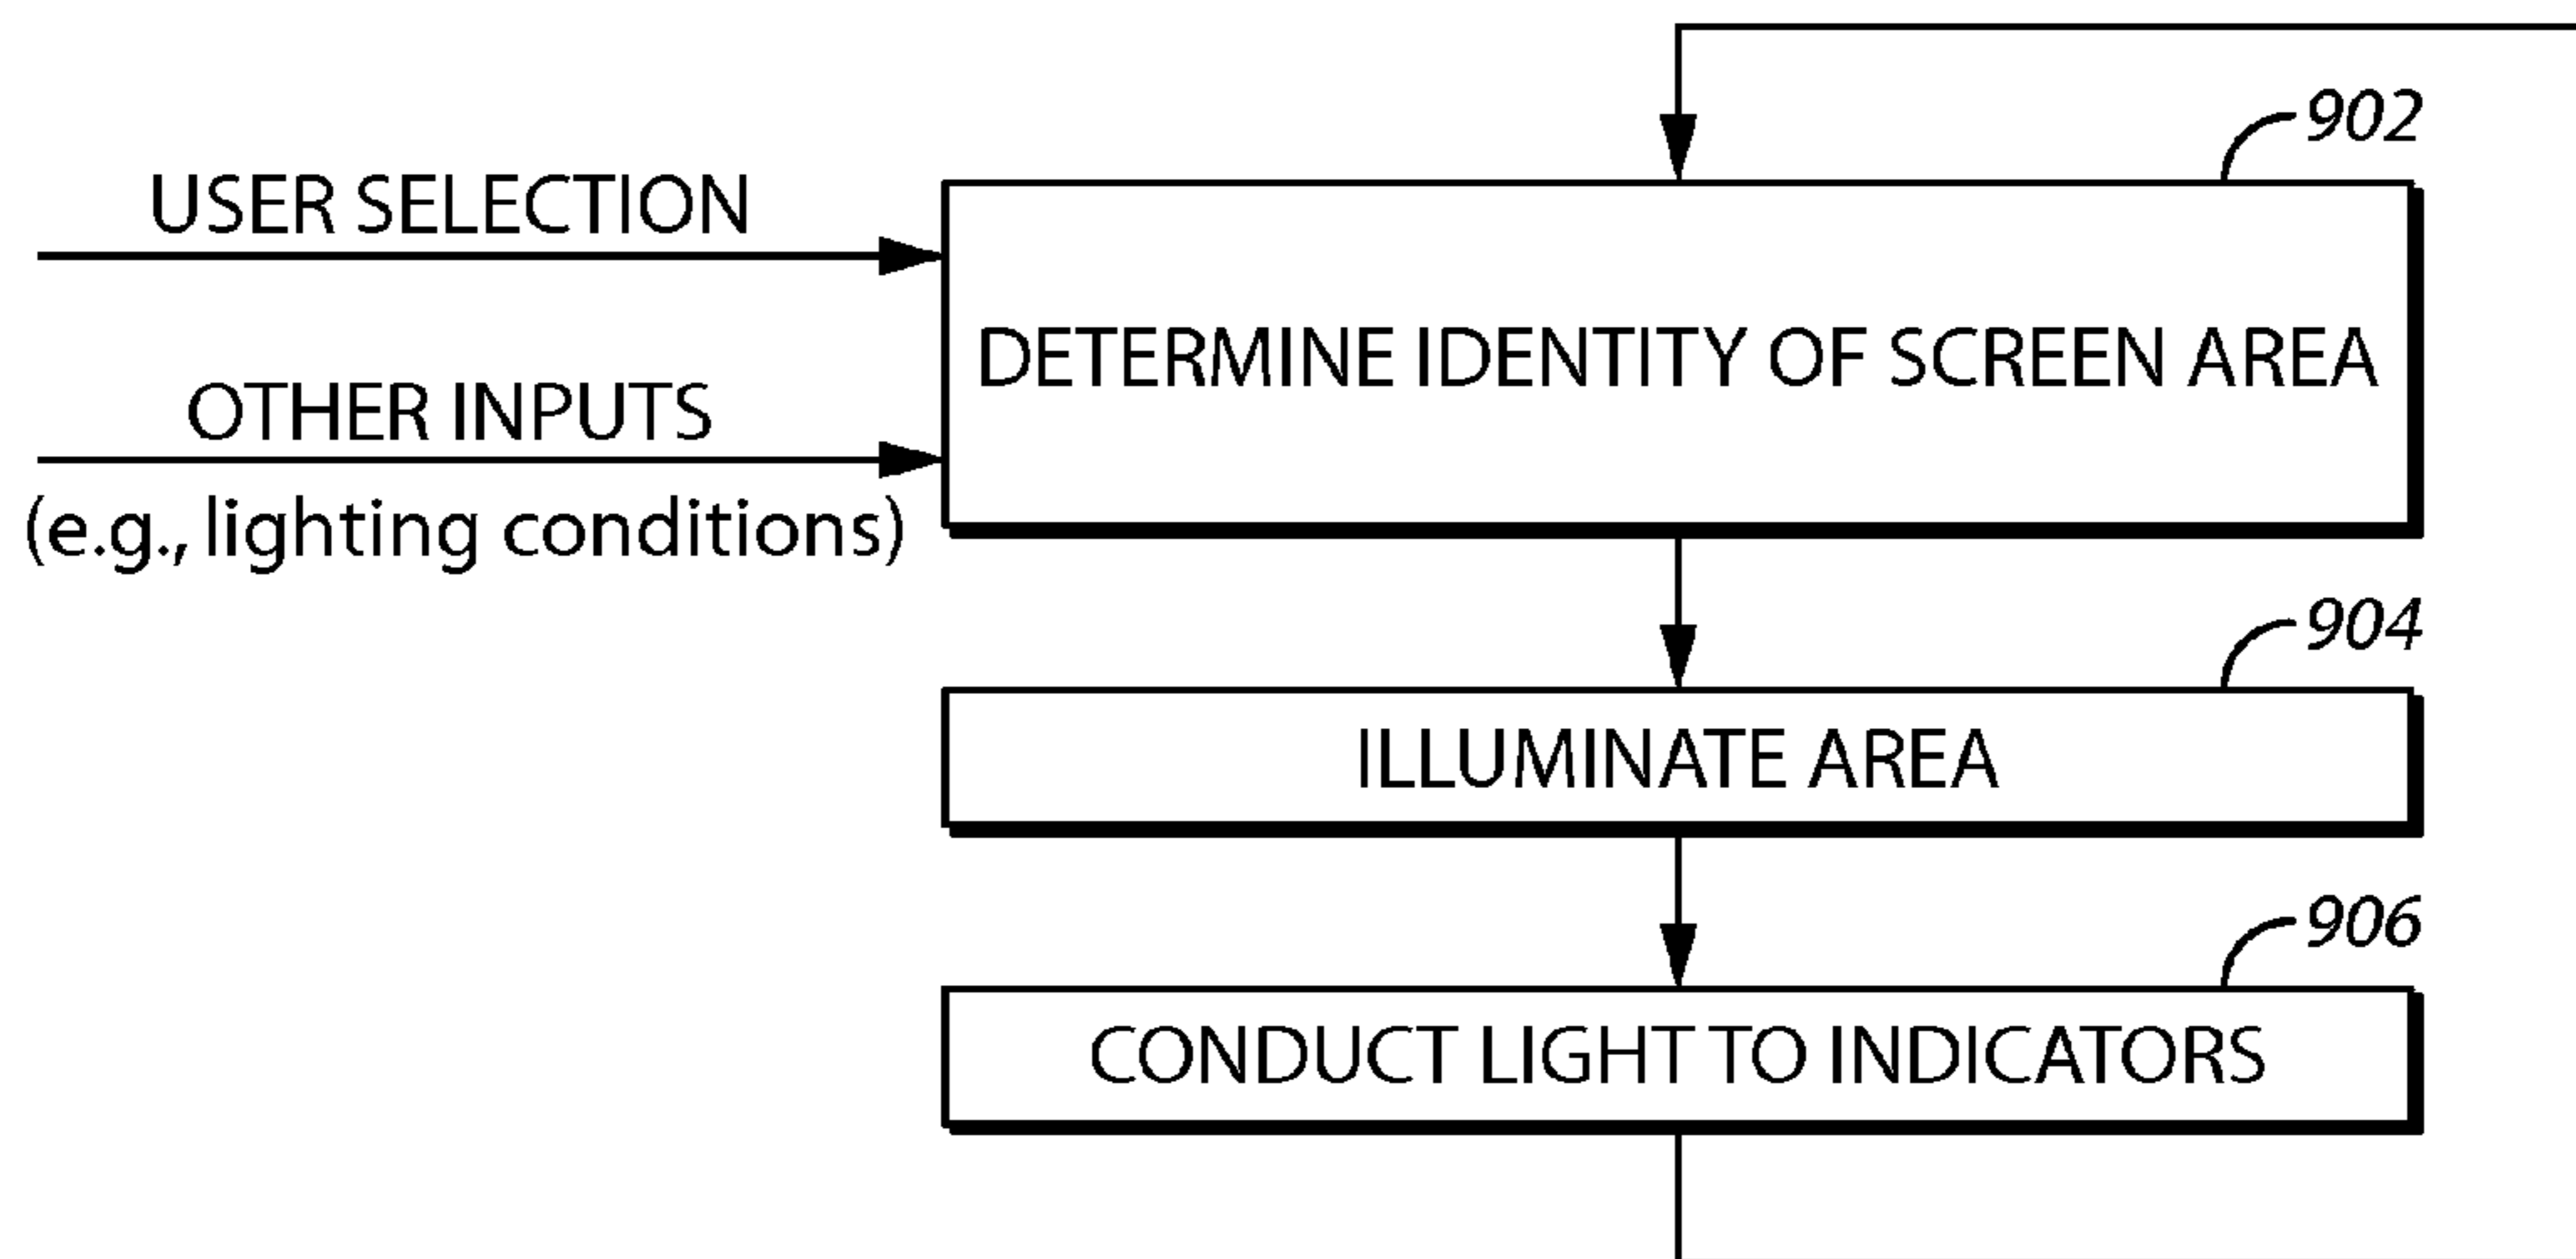 902
USER SELECTION
DETERMINE IDENTITY OF SCREEN AREA
OTHER INPUTS
(e.g., lighting conditions)
904
ILLUMINATE AREA
906
CONDUCT LIGHT TO INDICATORS